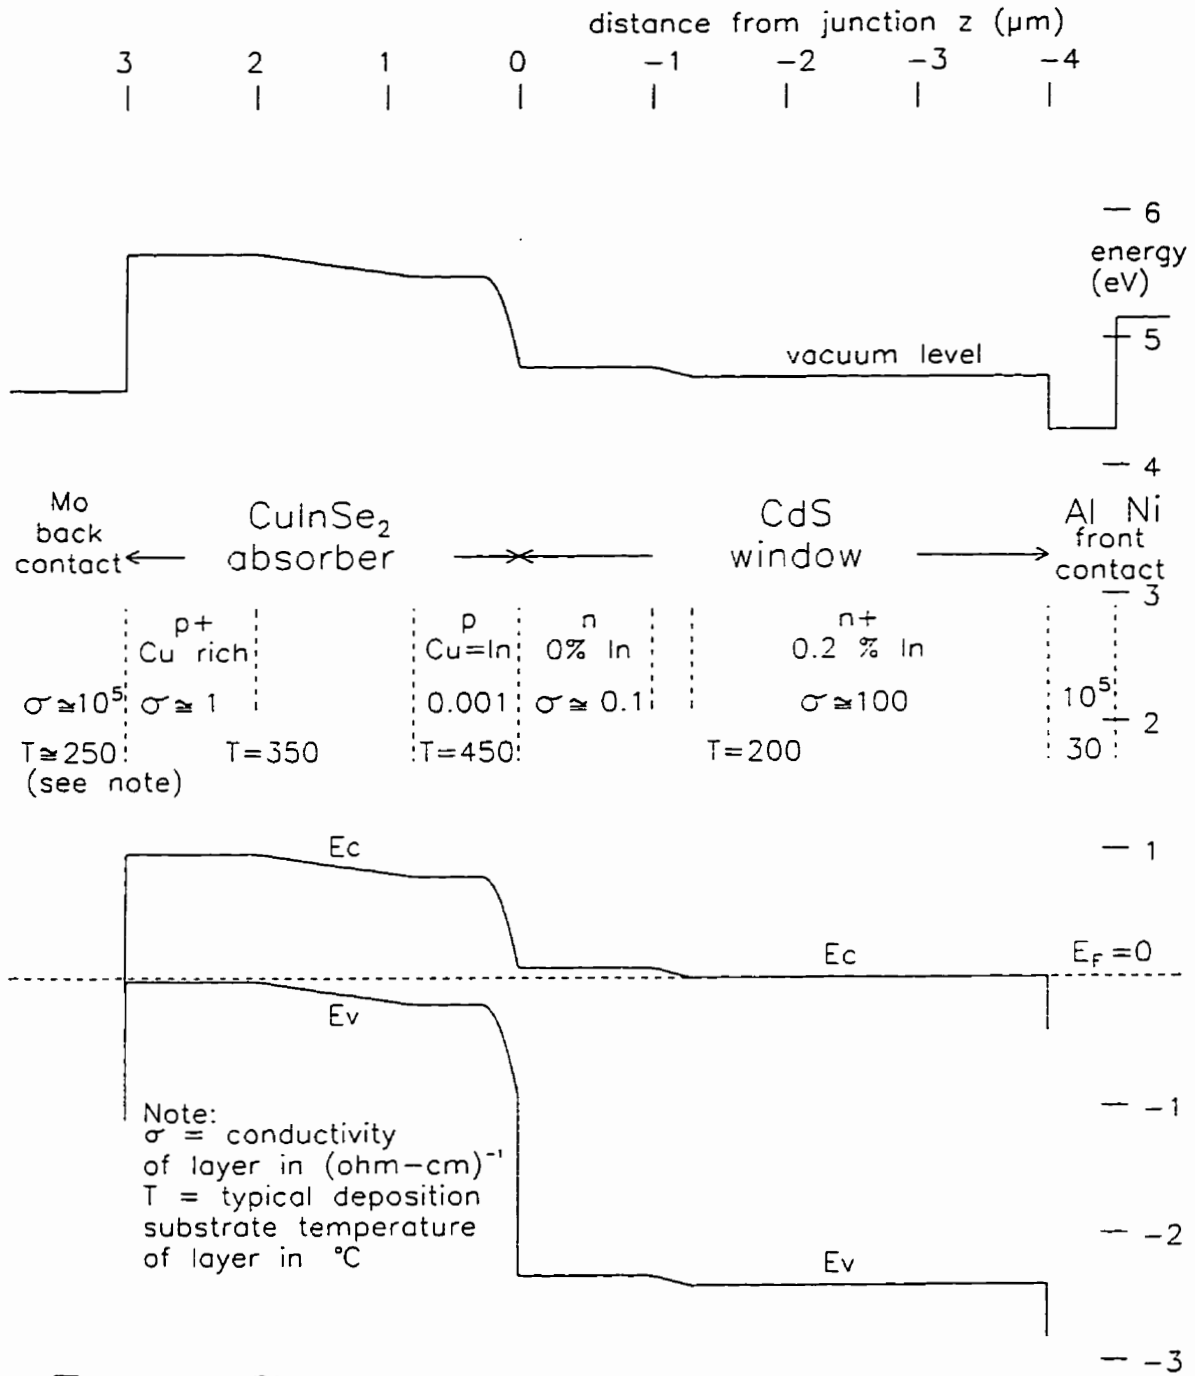 distance from junction z (μm)
3 2 1 0 −1 −2 −3 −4
6
energy
(eV)
5
vacuum level
4
Mo
back
contact
CuInSe₂
absorber
CdS
window
Al Ni
front
contact
3
p+
Cu rich
p
Cu=In
n
0% In
n+
0.2 % In
σ≅10⁵ σ≅ 1 0.001 σ≅ 0.1 σ≅100 10⁵
2
T≅250 T=350 T=450 T=200 30
(see note)
Ec
1
Ec
E_F=0
Ev
−1
Note:
σ = conductivity
of layer in (ohm−cm)⁻¹
T = typical deposition
substrate temperature
of layer in °C
−2
Ev
−3